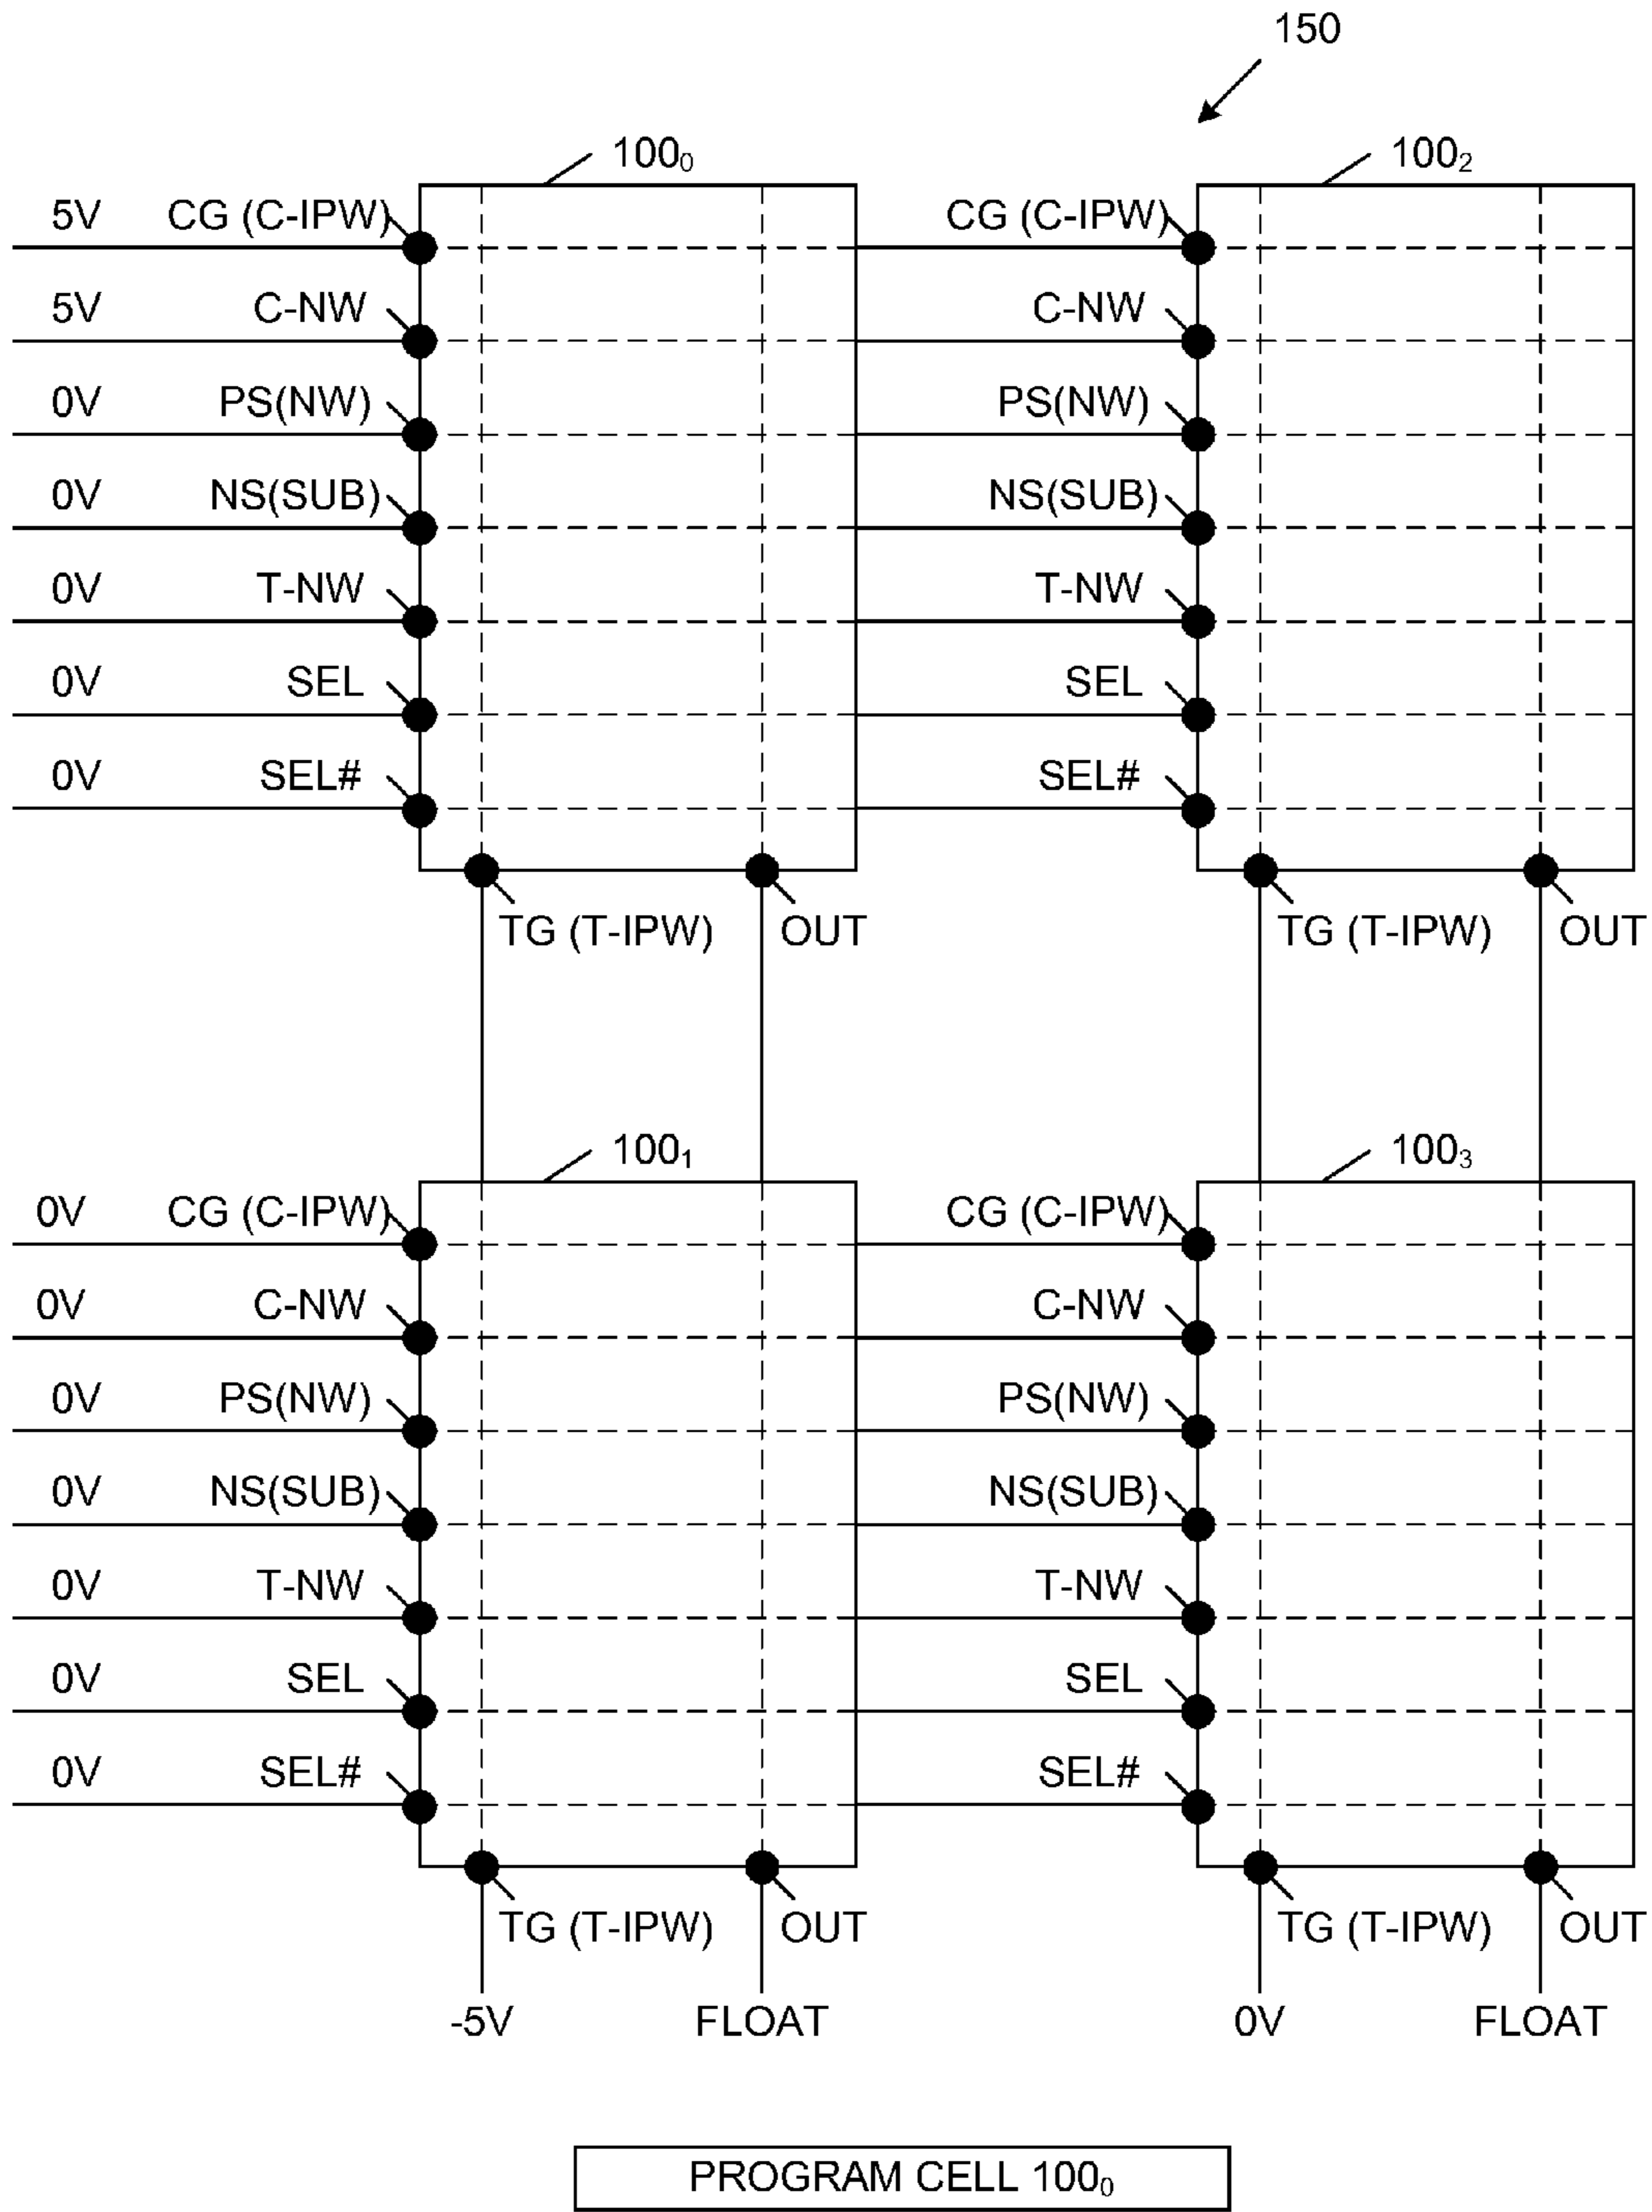 150
100₀ 100₂
5V CG (C-IPW) CG (C-IPW)
5V C-NW C-NW
0V PS(NW) PS(NW)
0V NS(SUB) NS(SUB)
0V T-NW T-NW
0V SEL SEL
0V SEL# SEL#
TG (T-IPW) OUT TG (T-IPW) OUT
100₁ 100₃
0V CG (C-IPW) CG (C-IPW)
0V C-NW C-NW
0V PS(NW) PS(NW)
0V NS(SUB) NS(SUB)
0V T-NW T-NW
0V SEL SEL
0V SEL# SEL#
TG (T-IPW) OUT TG (T-IPW) OUT
-5V FLOAT 0V FLOAT
PROGRAM CELL 100₀